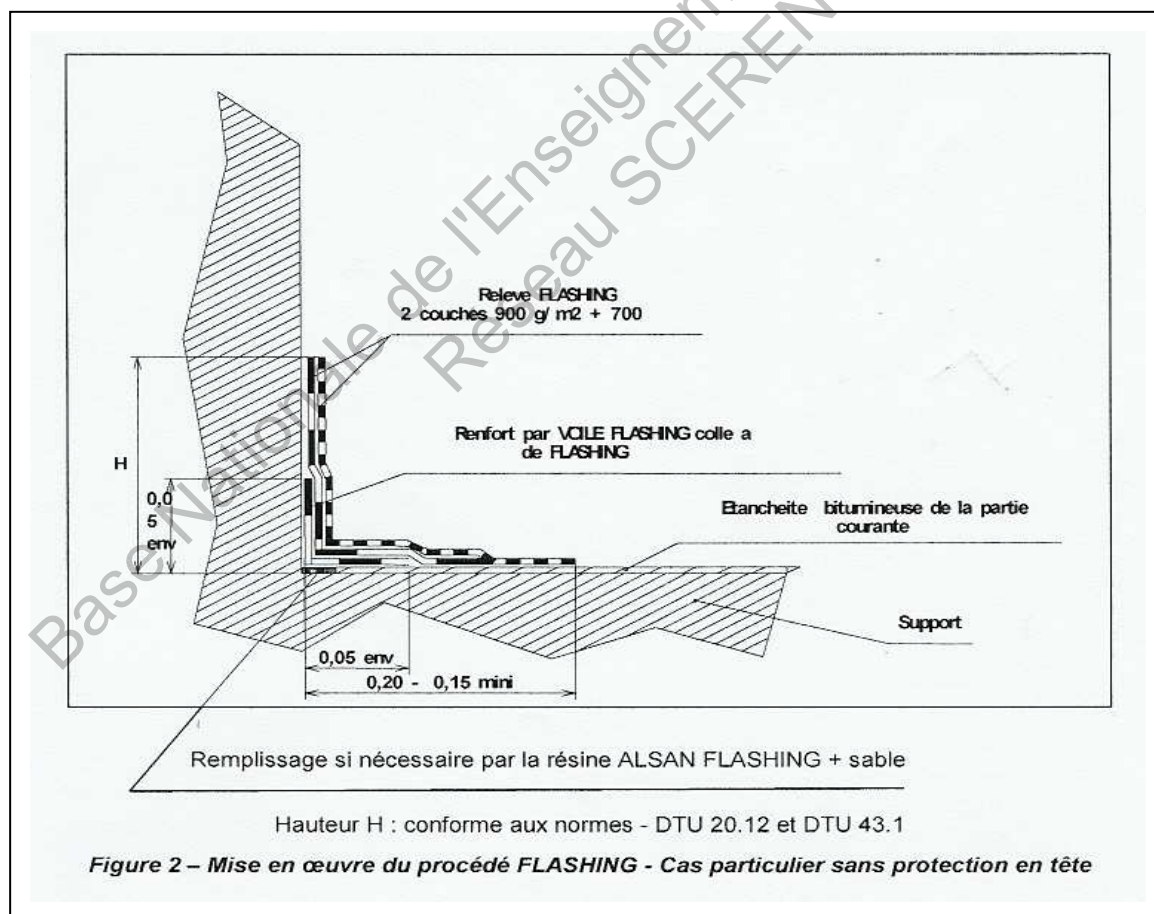 Base Nationale de l'Enseignem
Réseau SCEREN
Releve FLASHING
2 couches 900 g/ m2 + 700
Renfort par VOILE FLASHING colle a
de FLASHING
H
0,0
5
env
Etancheite bitumineuse de la partie
courante
Support
0,05 env
0,20 - 0,15 mini
Remplissage si nécessaire par la résine ALSAN FLASHING + sable
Hauteur H : conforme aux normes - DTU 20.12 et DTU 43.1
Figure 2 – Mise en œuvre du procédé FLASHING - Cas particulier sans protection en tête